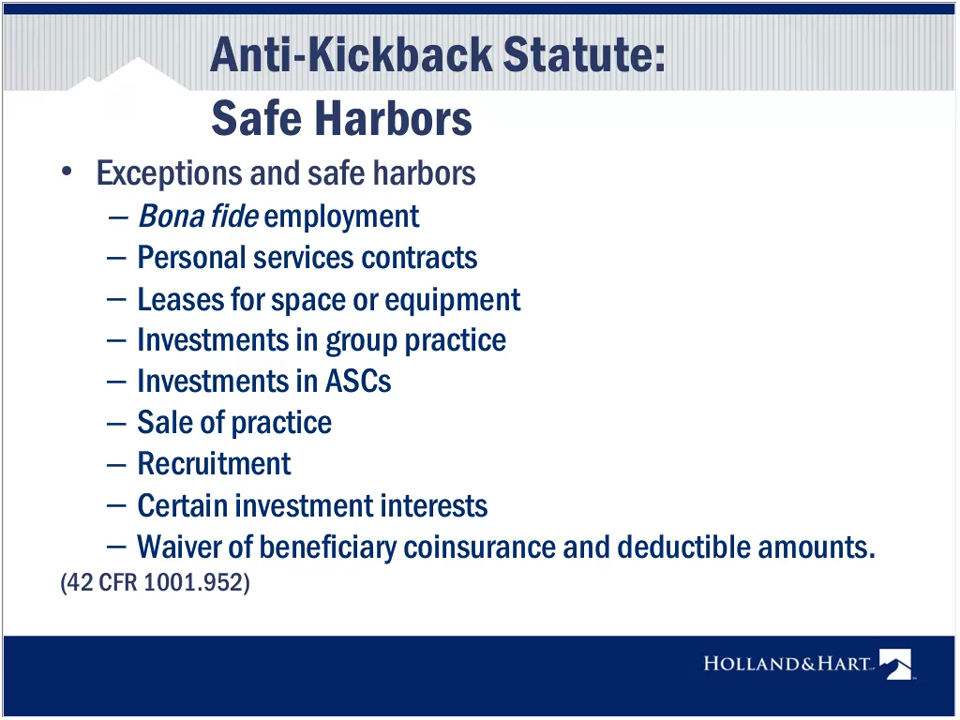 Anti-Kickback Statute:
Safe Harbors
• Exceptions and safe harbors
– Bona fide employment
– Personal services contracts
– Leases for space or equipment
– Investments in group practice
– Investments in ASCs
– Sale of practice
– Recruitment
– Certain investment interests
– Waiver of beneficiary coinsurance and deductible amounts.
(42 CFR 1001.952)
HOLLAND & HART